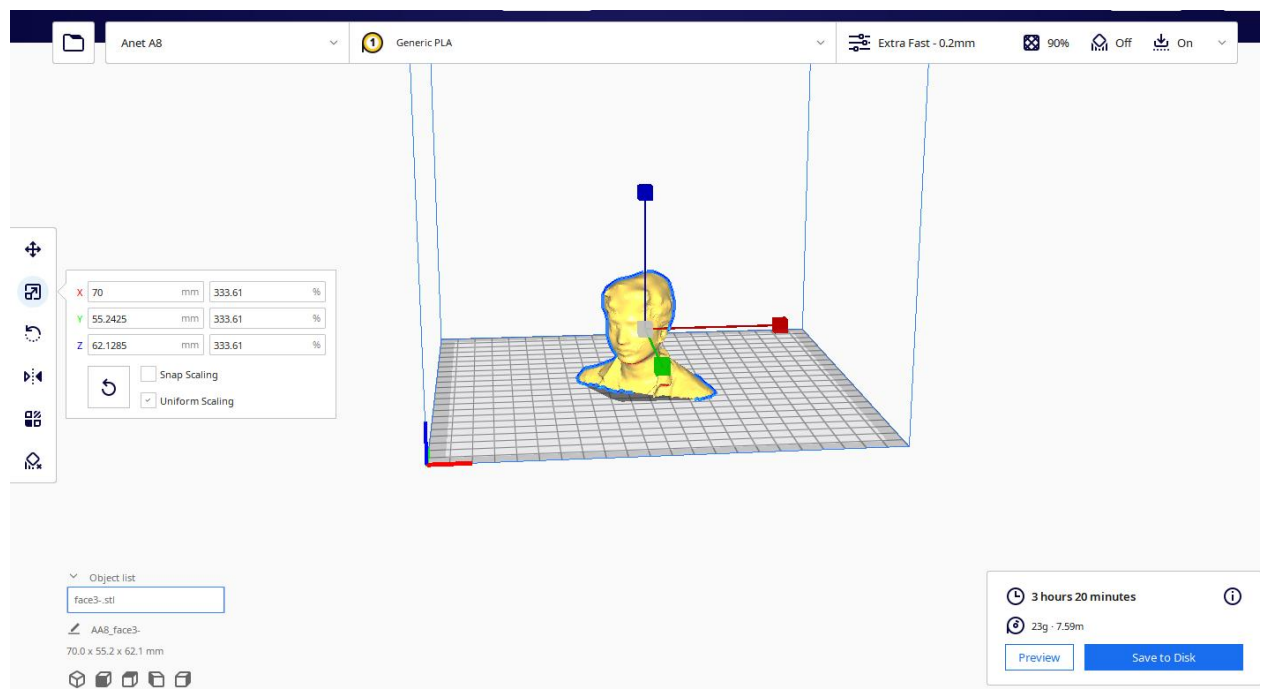 Anet A8
1 Generic PLA
Extra Fast - 0.2mm 90% Off On
X 70 mm 333.61 %
Y 55.2425 mm 333.61 %
Z 62.1285 mm 333.61 %
Snap Scaling
Uniform Scaling
Object list
face3-.stl
AA8_face3-
70.0 x 55.2 x 62.1 mm
3 hours 20 minutes
23g · 7.59m
Preview Save to Disk